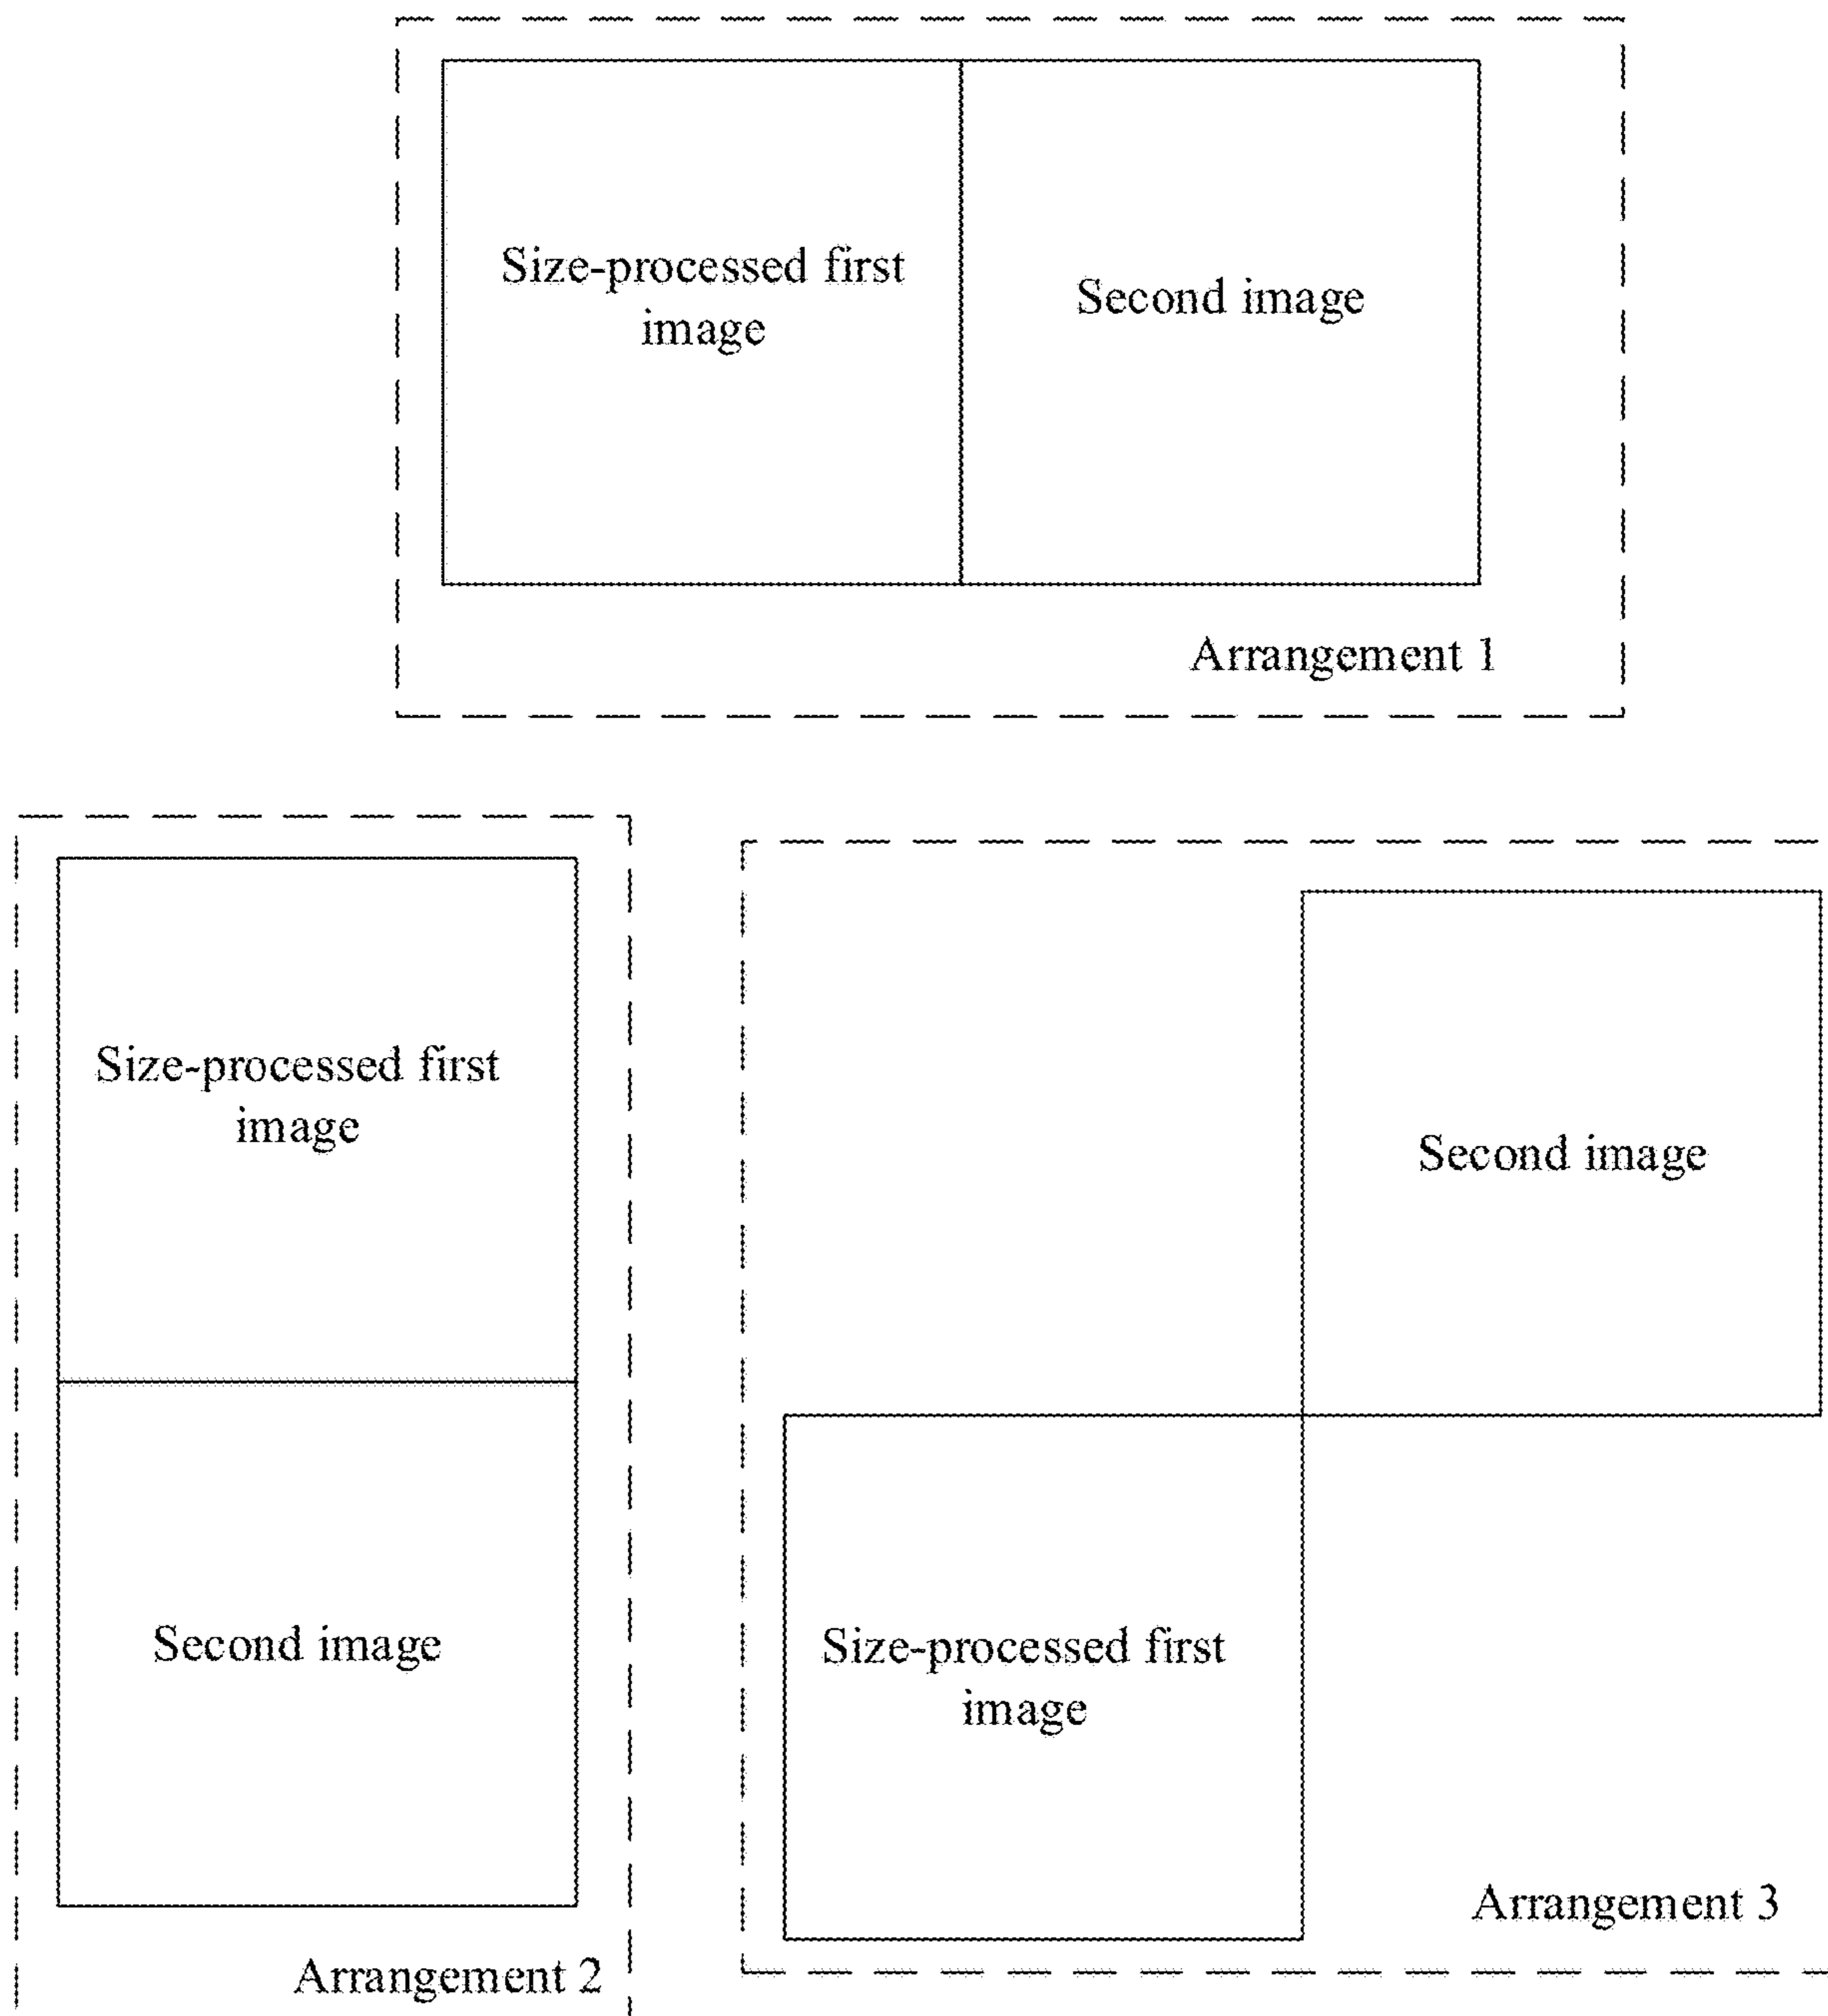 Size-processed first
image
Second image
Arrangement 1
Size-processed first
image
Second image
Arrangement 2
Second image
Size-processed first
image
Arrangement 3